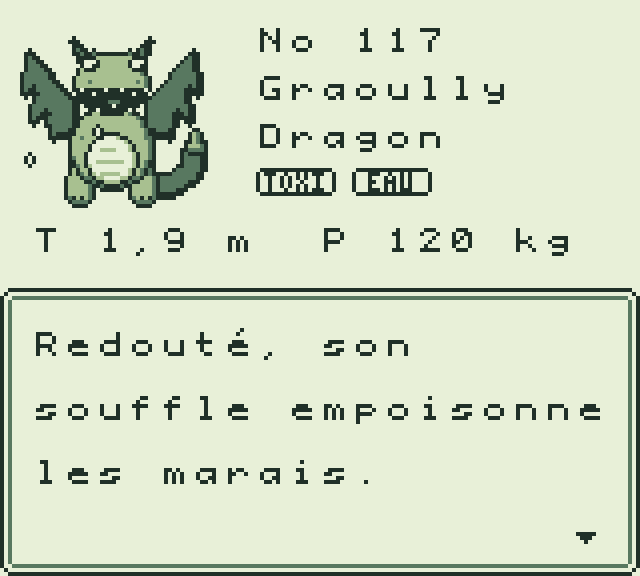 No 117
Graoully
Dragon
TOXI EAU
T 1,9 m P 120 kg
Redouté, son
souffle empoisonne
les marais.